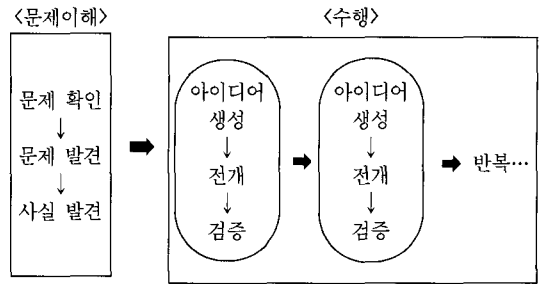 〈문제이해〉
〈수행〉
문제 확인
↓
문제 발견
↓
사실 발견
아이디어
생성
↓
전개
↓
검증
아이디어
생성
↓
전개
↓
검증
반복…